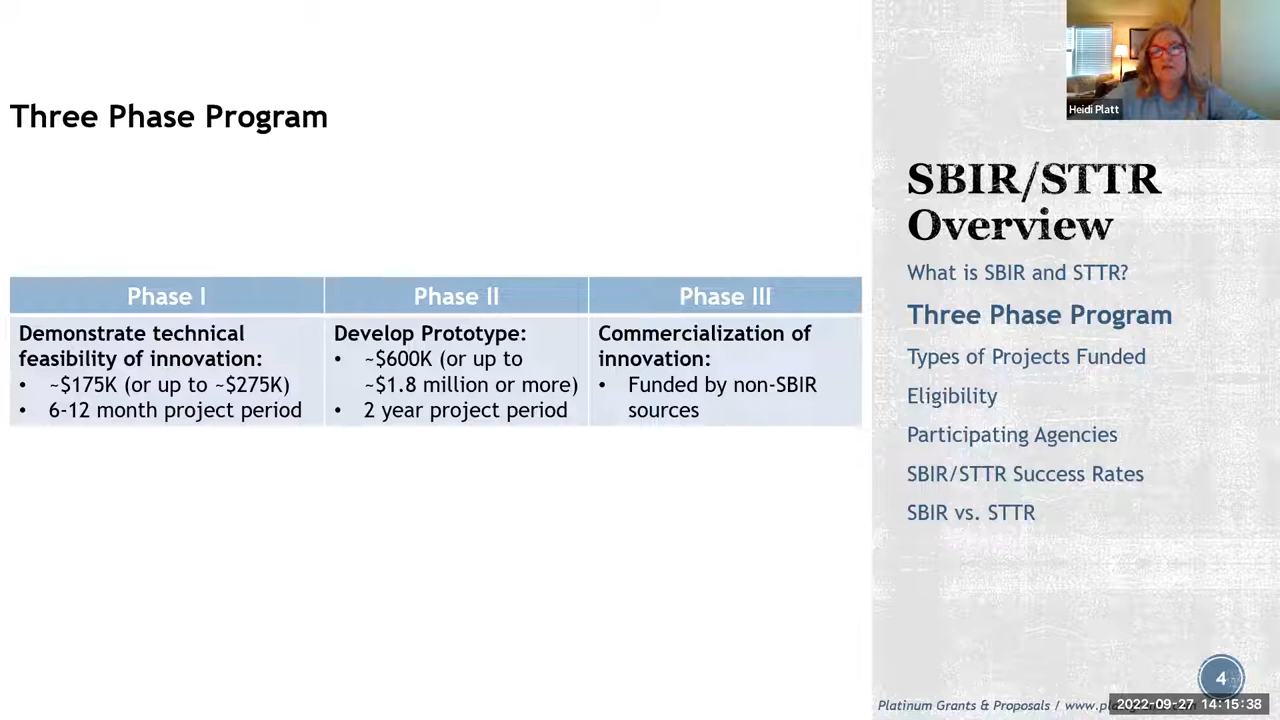 Three Phase Program
Phase I
Demonstrate technical
feasibility of innovation:
• ~$175K (or up to ~$275K)
• 6-12 month project period
Phase II
Develop Prototype:
• ~$600K (or up to
~$1.8 million or more)
• 2 year project period
Phase III
Commercialization of
innovation:
• Funded by non-SBIR
sources
Heidi Platt
SBIR/STTR
Overview
What is SBIR and STTR?
Three Phase Program
Types of Projects Funded
Eligibility
Participating Agencies
SBIR/STTR Success Rates
SBIR vs. STTR
4
Platinum Grants & Proposals /
2022-09-27 14:15:38